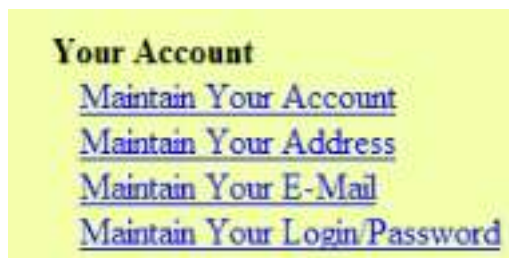 Your Account
Maintain Your Account
Maintain Your Address
Maintain Your E-Mail
Maintain Your Login/Password